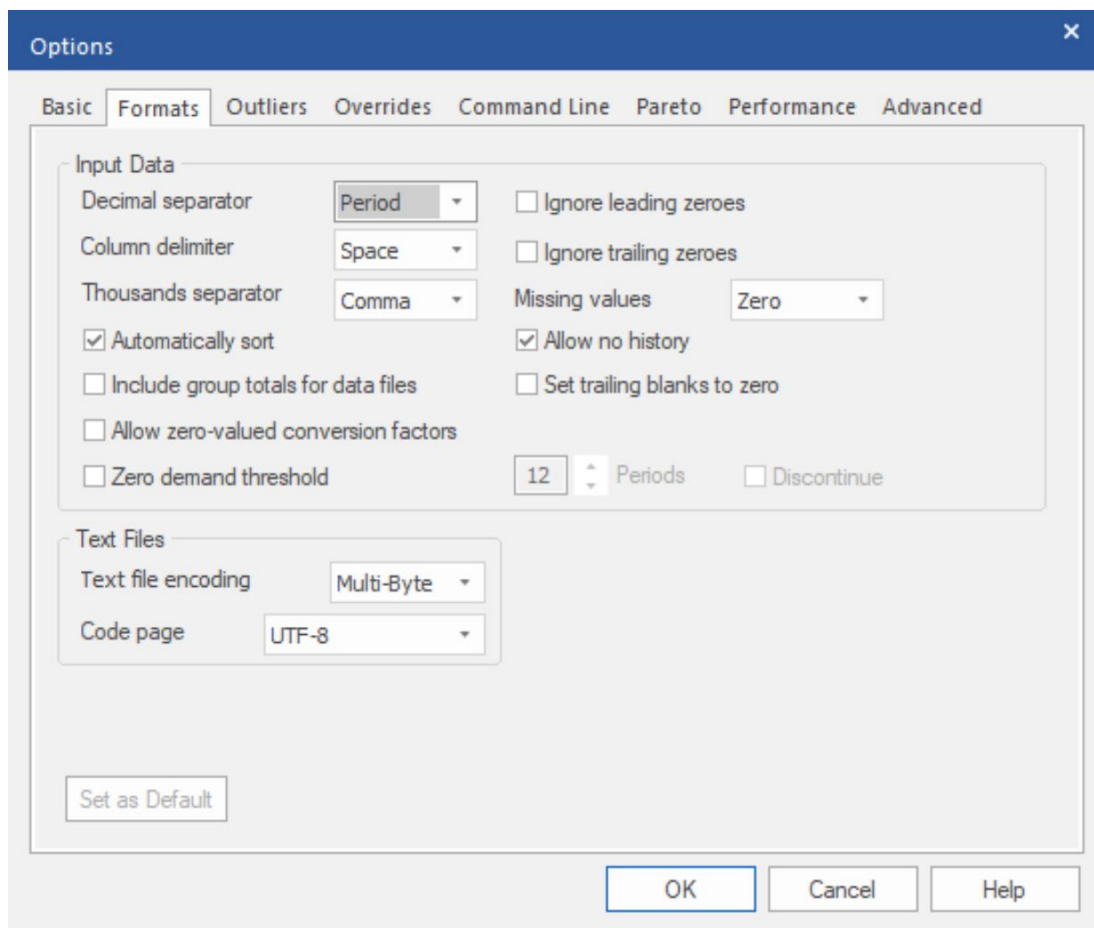 Options
Basic Formats Outliers Overrides Command Line Pareto Performance Advanced
Input Data
Decimal separator Period Ignore leading zeroes
Column delimiter Space Ignore trailing zeroes
Thousands separator Comma Missing values Zero
Automatically sort Allow no history
Include group totals for data files Set trailing blanks to zero
Allow zero-valued conversion factors
Zero demand threshold 12 Periods Discontinue
Text Files
Text file encoding Multi-Byte
Code page UTF-8
Set as Default
OK Cancel Help